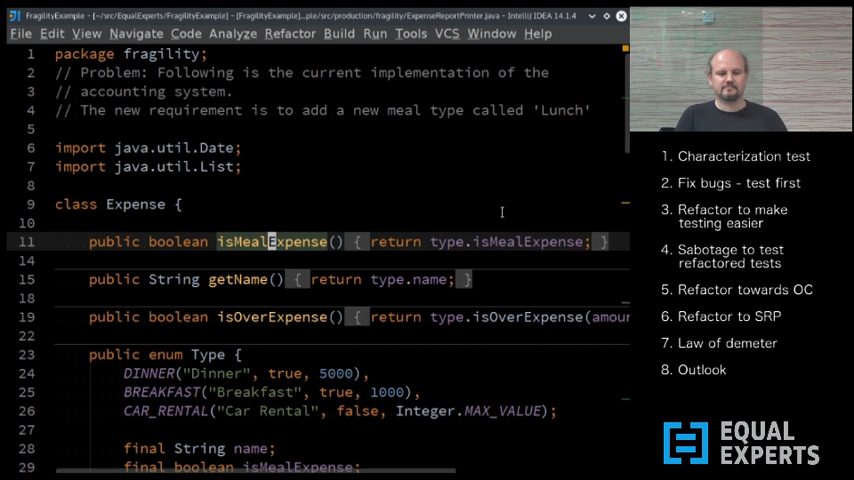 FragilityExample - [~/src/EqualExperts/FragilityExample] - [FragilityExample]...ple/src/production/fragility/ExpenseReportPrinter.java - IntelliJ IDEA 14.1.4
File Edit View Navigate Code Analyze Refactor Build Run Tools VCS Window Help
1 package fragility;
2 // Problem: Following is the current implementation of the
3 // accounting system.
4 // The new requirement is to add a new meal type called 'Lunch'
5
6 import java.util.Date;
7 import java.util.List;
8
9 class Expense {
10
11 public boolean isMealExpense() { return type.isMealExpense; }
14
15 public String getName() { return type.name; }
18
19 public boolean isOverExpense() { return type.isOverExpense(amou
22
23 public enum Type {
24 DINNER("Dinner", true, 5000),
25 BREAKFAST("Breakfast", true, 1000),
26 CAR_RENTAL("Car Rental", false, Integer.MAX_VALUE);
27
28 final String name;
29 final boolean isMealExpense;
1. Characterization test
2. Fix bugs - test first
3. Refactor to make
testing easier
4. Sabotage to test
refactored tests
5. Refactor towards OC
6. Refactor to SRP
7. Law of demeter
8. Outlook
EQUAL
EXPERTS